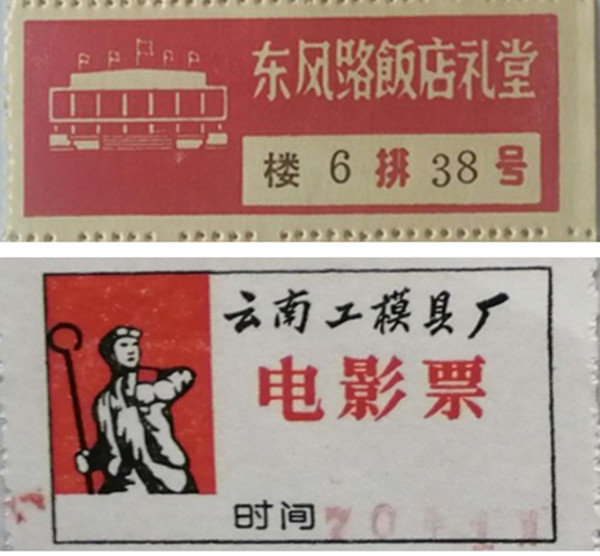 东风路飯店礼堂
楼 6 排 38 号
云南工模具厂
电影票
时间